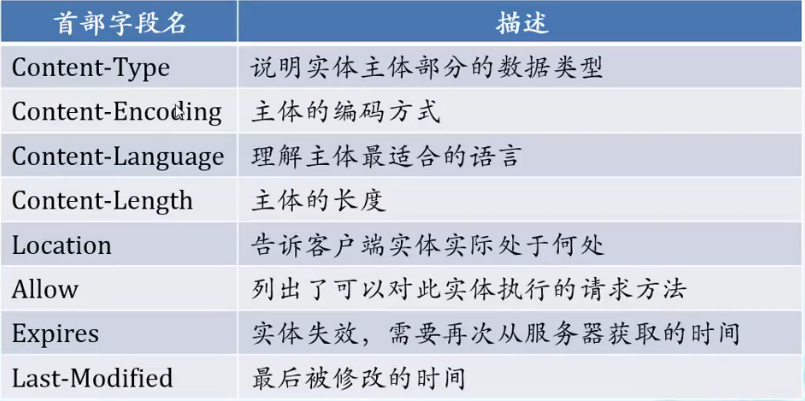 首部字段名 描述
Content-Type 说明实体主体部分的数据类型
Content-Encoding 主体的编码方式
Content-Language 理解主体最适合的语言
Content-Length 主体的长度
Location 告诉客户端实体实际处于何处
Allow 列出了可以对此实体执行的请求方法
Expires 实体失效，需要再次从服务器获取的时间
Last-Modified 最后被修改的时间